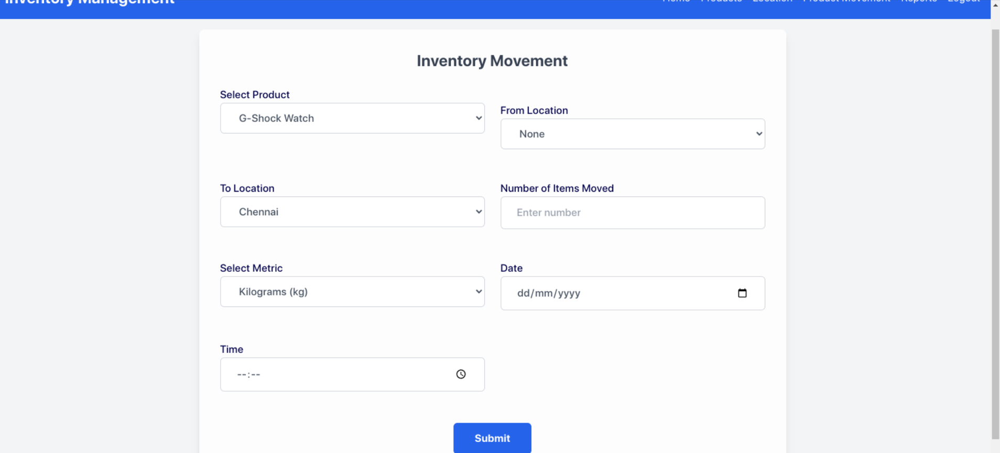 Inventory Management
Home Products Location Product Movement Reports Logout
Inventory Movement
Select Product
G-Shock Watch
From Location
None
To Location
Chennai
Number of Items Moved
Enter number
Select Metric
Kilograms (kg)
Date
dd/mm/yyyy
Time
--:--
Submit